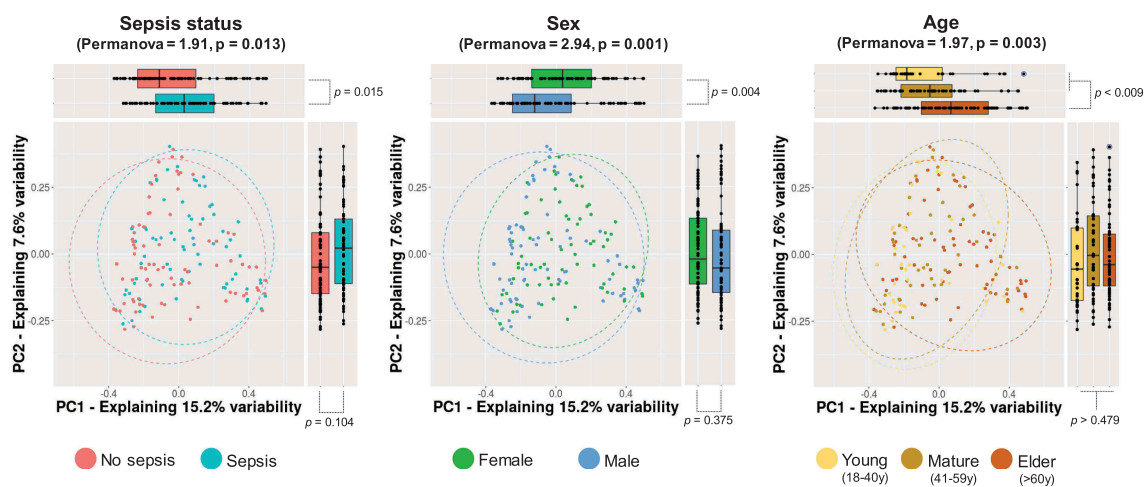 Sepsis status
(Permanova = 1.91, p = 0.013)
p = 0.015
PC2 - Explaining 7.6% variability
0.25
0.00
-0.25
-0.4
0.0
0.4
PC1 - Explaining 15.2% variability
p = 0.104
No sepsis
Sepsis
Sex
(Permanova = 2.94, p = 0.001)
p = 0.004
PC2 - Explaining 7.6% variability
0.25
0.00
-0.25
-0.4
0.0
0.4
PC1 - Explaining 15.2% variability
p = 0.375
Female
Male
Age
(Permanova = 1.97, p = 0.003)
p < 0.009
PC2 - Explaining 7.6% variability
0.25
0.00
-0.25
-0.4
0.0
0.4
PC1 - Explaining 15.2% variability
p > 0.479
Young
(18-40y)
Mature
(41-59y)
Elder
(>60y)